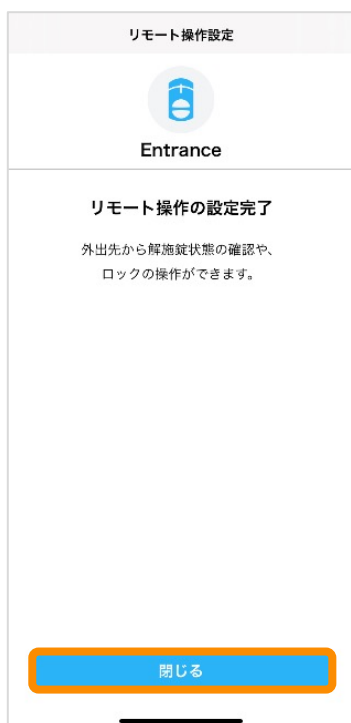 リモート操作設定
Entrance
リモート操作の設定完了
外出先から解施錠状態の確認や、
ロックの操作ができます。
閉じる